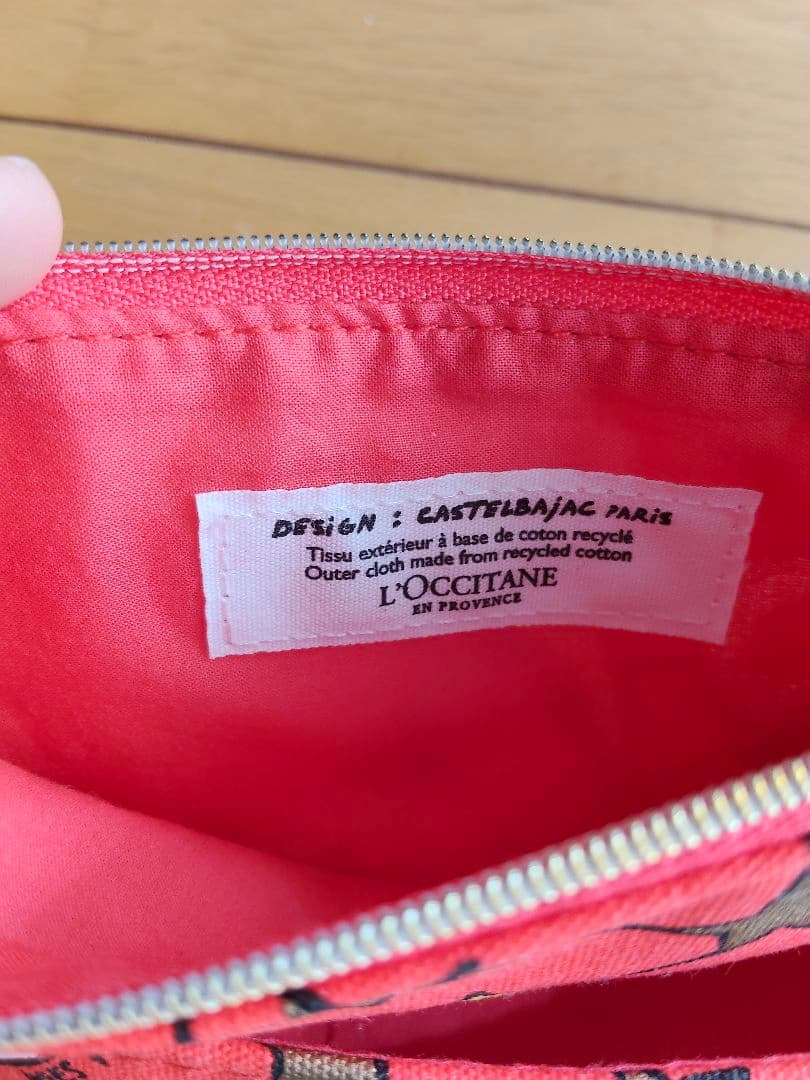 DESiGN : CASTELBAjAC PARiS
Tissu extérieur à base de coton recyclé
Outer cloth made from recycled cotton
L'OCCITANE
EN PROVENCE